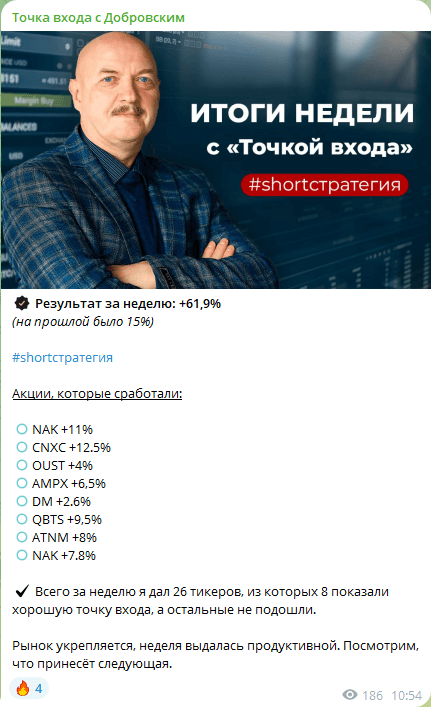 Точка входа с Добровским
Limit
Margin Buy
ИТОГИ НЕДЕЛИ
с «Точкой входа»
#shortстратегия
Результат за неделю: +61,9%
(на прошлой было 15%)
#shortстратегия
Акции, которые сработали:
NAK +11%
CNXC +12.5%
OUST +4%
AMPX +6,5%
DM +2.6%
QBTS +9,5%
ATNM +8%
NAK +7.8%
Всего за неделю я дал 26 тикеров, из которых 8 показали
хорошую точку входа, а остальные не подошли.
Рынок укрепляется, неделя выдалась продуктивной. Посмотрим,
что принесёт следующая.
4
186 10:54